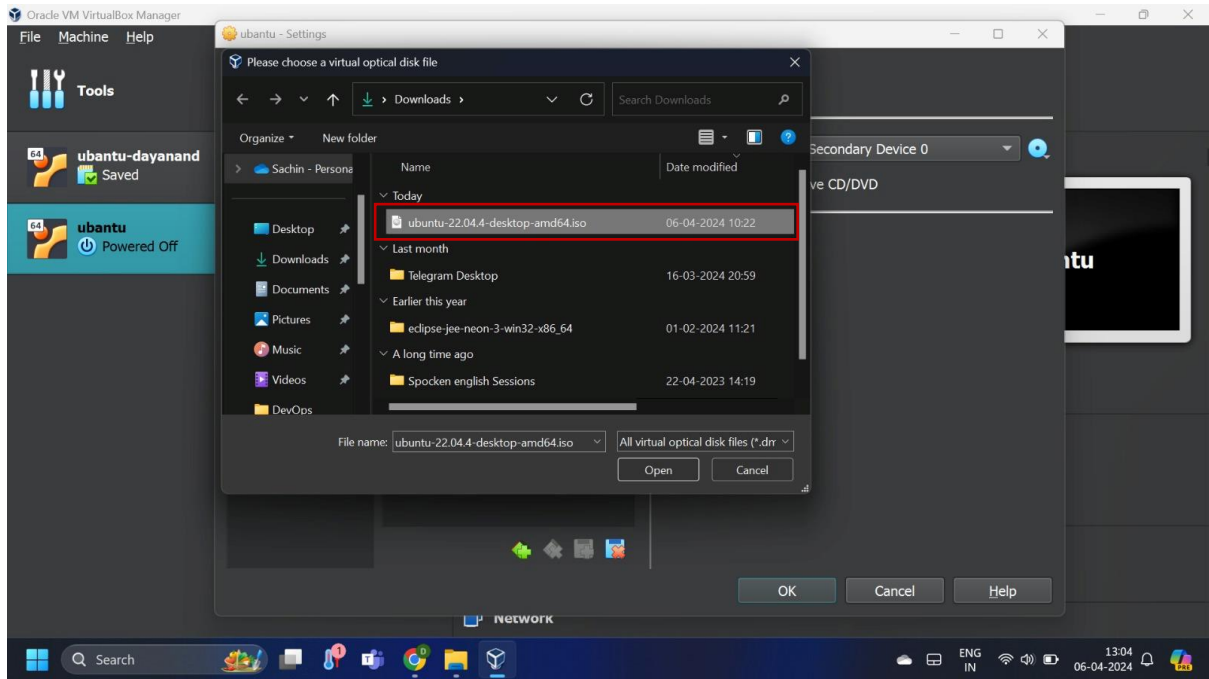 Oracle VM VirtualBox Manager
File Machine Help
Tools
64
ubantu-dayanand
Saved
64
ubantu
Powered Off
ubantu - Settings
Please choose a virtual optical disk file
Downloads
Search Downloads
Organize
New folder
Sachin - Persona
Desktop
Downloads
Documents
Pictures
Music
Videos
DevOps
Name Date modified
Today
ubuntu-22.04.4-desktop-amd64.iso 06-04-2024 10:22
Last month
Telegram Desktop 16-03-2024 20:59
Earlier this year
eclipse-jee-neon-3-win32-x86_64 01-02-2024 11:21
A long time ago
Spocken english Sessions 22-04-2023 14:19
File name: ubuntu-22.04.4-desktop-amd64.iso All virtual optical disk files (*.dm
Open Cancel
Secondary Device 0
ve CD/DVD
ntu
OK Cancel Help
Network
Search
1
ENG
IN
13:04
06-04-2024
PRE